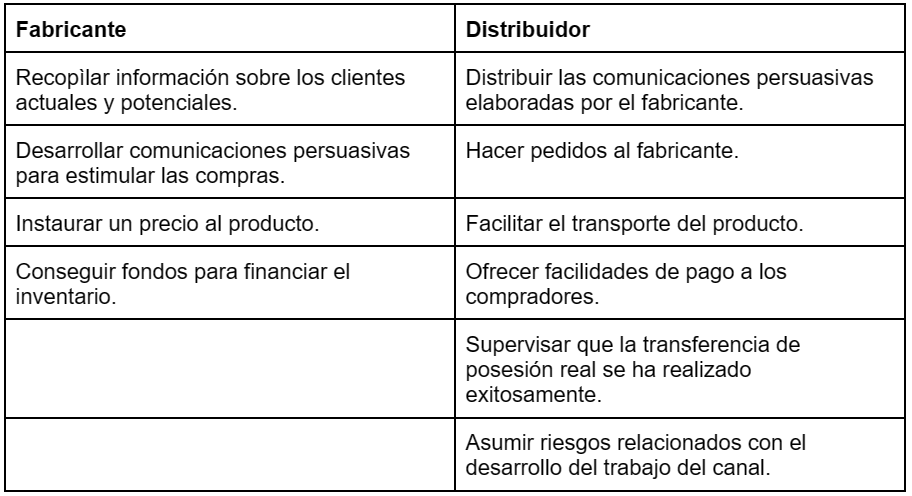 Fabricante
Distribuidor
Recopìlar información sobre los clientes
actuales y potenciales.
Distribuir las comunicaciones persuasivas
elaboradas por el fabricante.
Desarrollar comunicaciones persuasivas
para estimular las compras.
Hacer pedidos al fabricante.
Instaurar un precio al producto.
Facilitar el transporte del producto.
Conseguir fondos para financiar el
inventario.
Ofrecer facilidades de pago a los
compradores.
Supervisar que la transferencia de
posesión real se ha realizado
exitosamente.
Asumir riesgos relacionados con el
desarrollo del trabajo del canal.